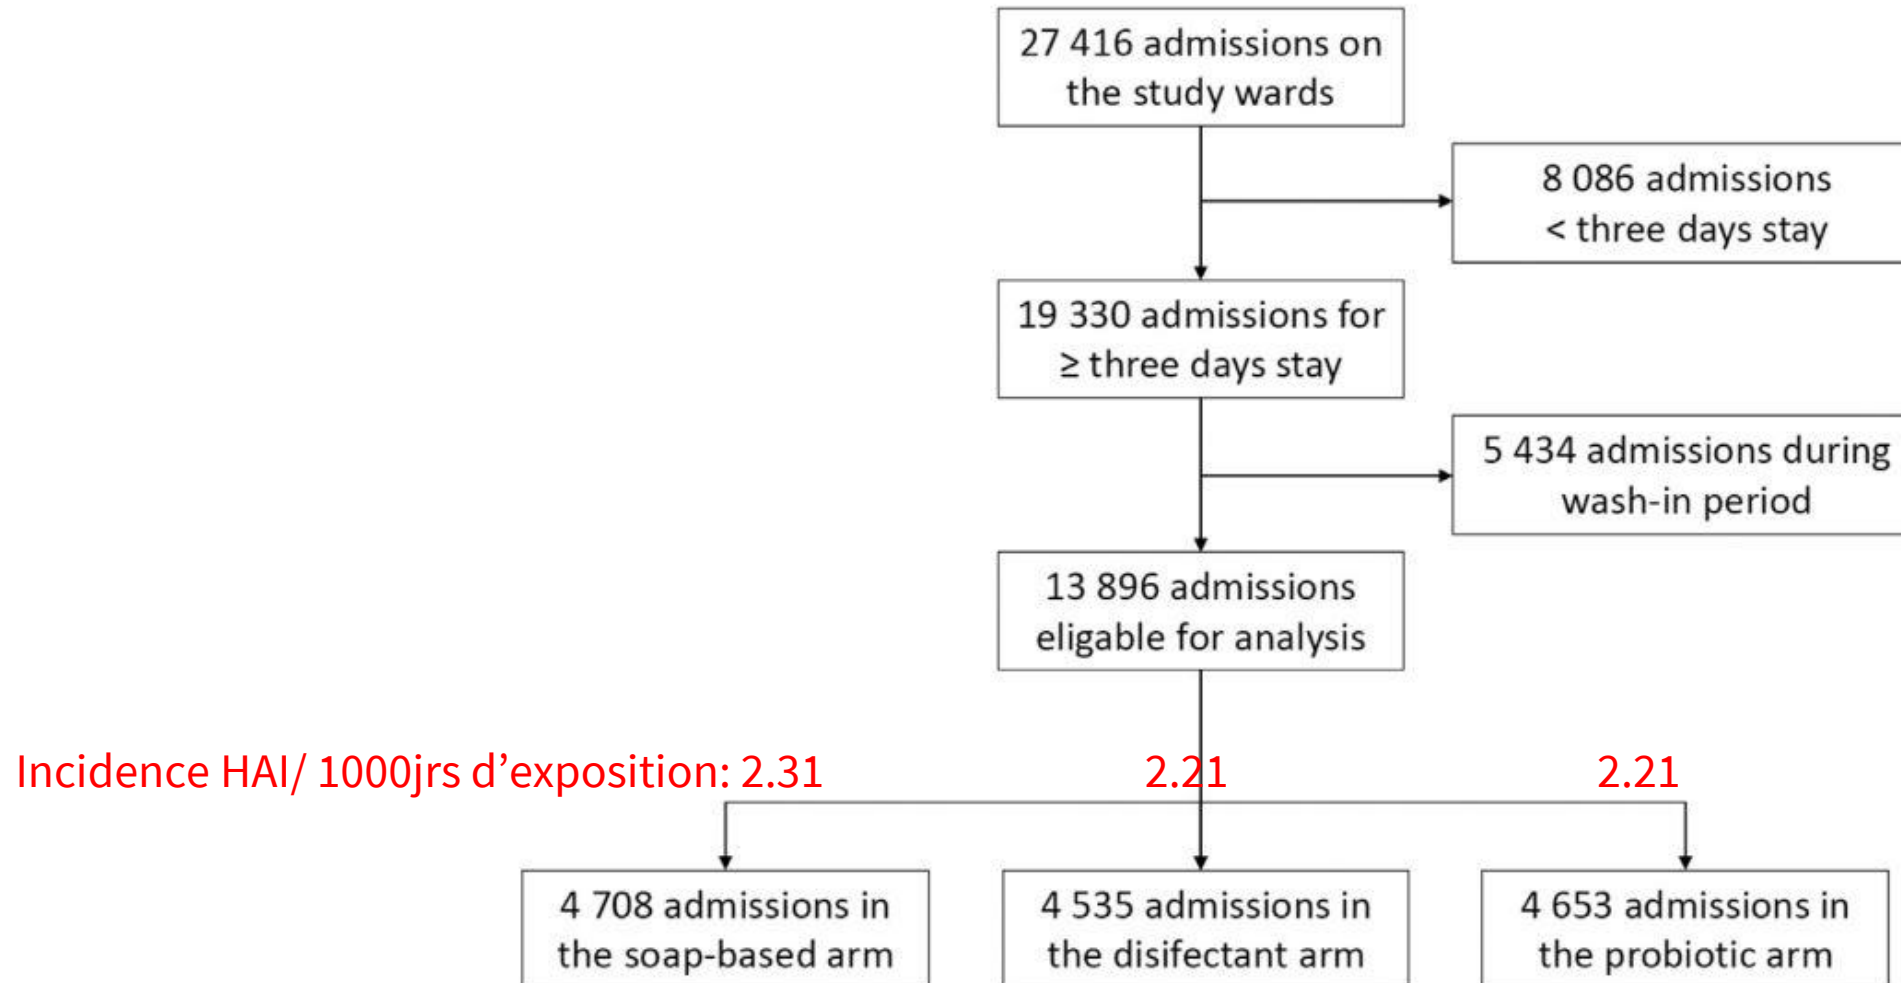 27 416 admissions on
the study wards
8 086 admissions
< three days stay
19 330 admissions for
≥ three days stay
5 434 admissions during
wash-in period
13 896 admissions
eligable for analysis
Incidence HAI/ 1000jrs d’exposition: 2.31 2.21 2.21
4 708 admissions in
the soap-based arm
4 535 admissions in
the disifectant arm
4 653 admissions in
the probiotic arm